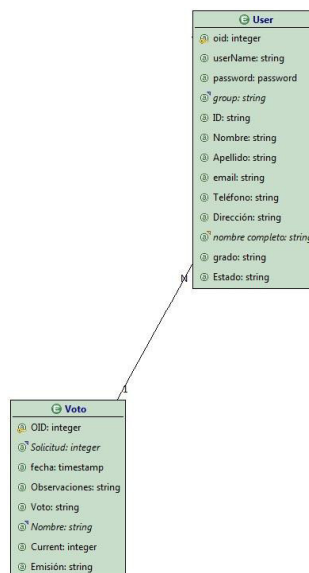 User
oid: integer
userName: string
password: password
group: string
ID: string
Nombre: string
Apellido: string
email: string
Teléfono: string
Dirección: string
nombre completo: string
grado: string
Estado: string
N
1
Voto
OID: integer
Solicitud: integer
fecha: timestamp
Observaciones: string
Voto: string
Nombre: string
Current: integer
Emisión: string